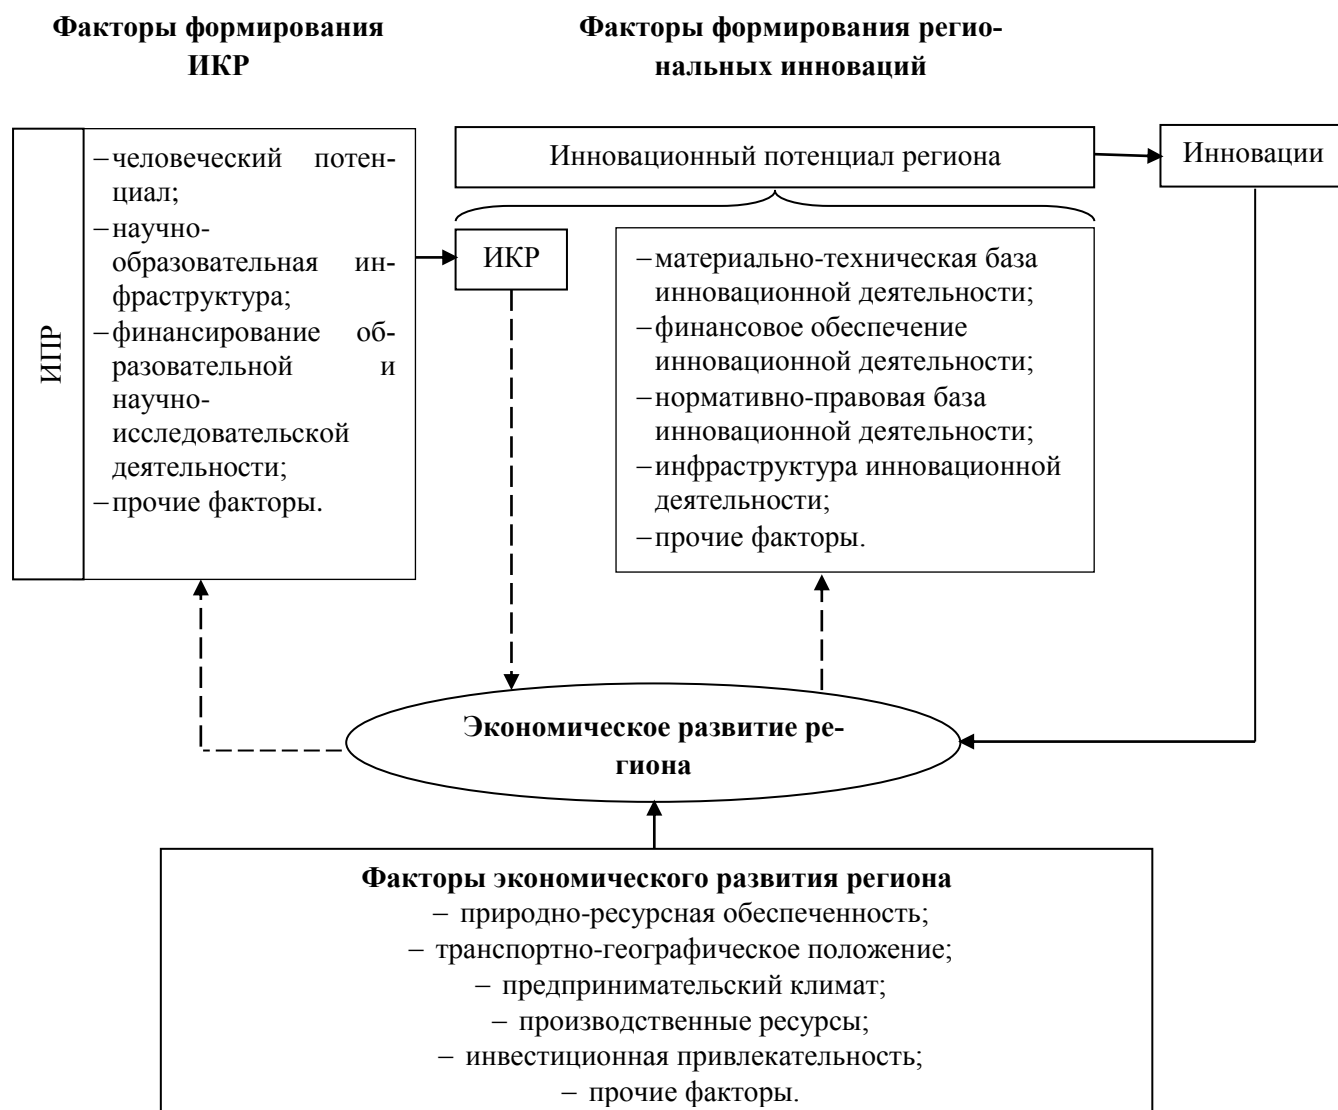 Факторы формирования
ИКР
Факторы формирования регио-
нальных инноваций
ИПР
–человеческий потен-
циал;
–научно-
образовательная ин-
фраструктура;
–финансирование об-
разовательной и
научно-
исследовательской
деятельности;
–прочие факторы.
Инновационный потенциал региона
Инновации
ИКР
–материально-техническая база
инновационной деятельности;
–финансовое обеспечение
инновационной деятельности;
–нормативно-правовая база
инновационной деятельности;
–инфраструктура инновационной
деятельности;
–прочие факторы.
Экономическое развитие ре-
гиона
Факторы экономического развития региона
– природно-ресурсная обеспеченность;
– транспортно-географическое положение;
– предпринимательский климат;
– производственные ресурсы;
– инвестиционная привлекательность;
– прочие факторы.